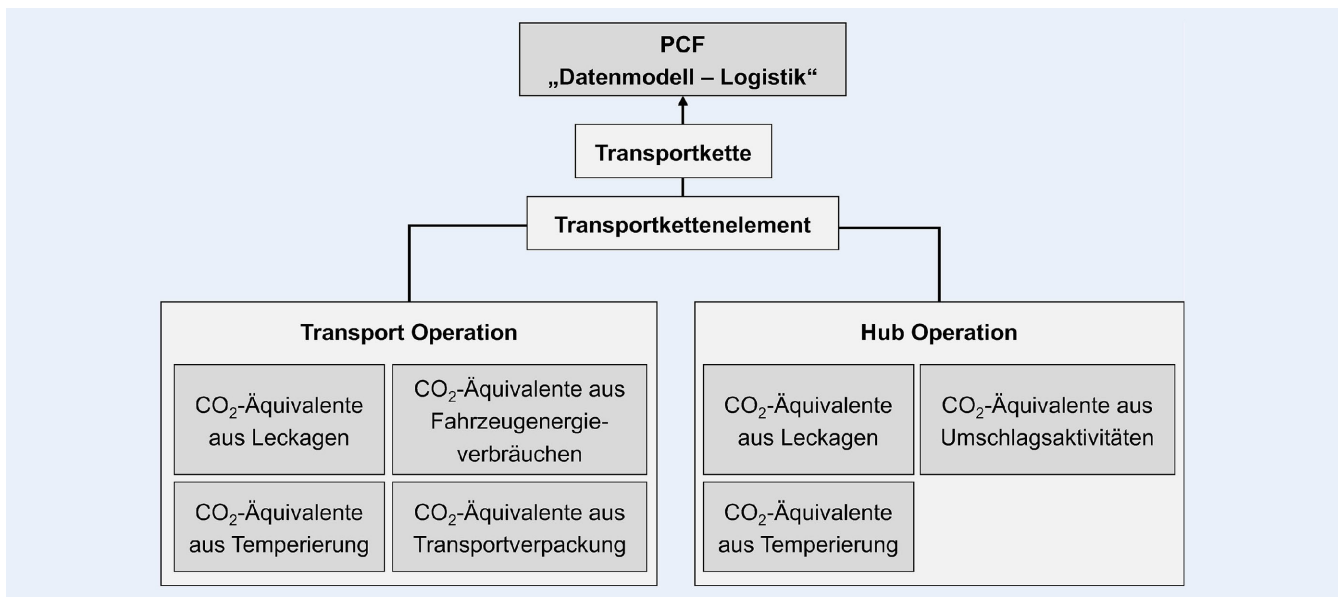 PCF
„Datenmodell – Logistik“
Transportkette
Transportkettenelement
Transport Operation
CO₂-Äquivalente
aus Leckagen
CO₂-Äquivalente aus
Fahrzeugenergie-
verbräuchen
CO₂-Äquivalente
aus Temperierung
CO₂-Äquivalente aus
Transportverpackung
Hub Operation
CO₂-Äquivalente
aus Leckagen
CO₂-Äquivalente aus
Umschlagsaktivitäten
CO₂-Äquivalente
aus Temperierung